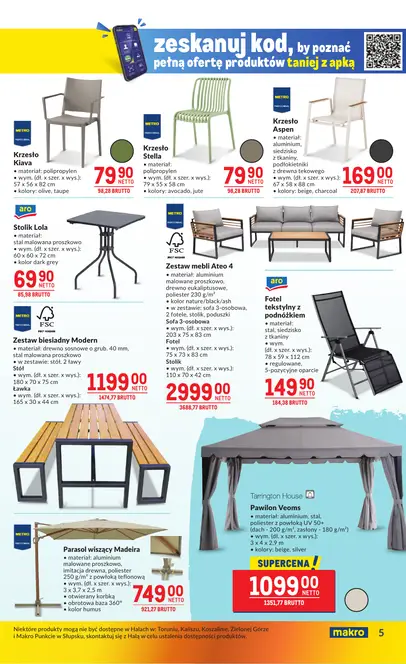 zeskanuj kod, by poznać
pełną ofertę produktów taniej z apką
METRO
Krzesło
Kiava
• materiał: polipropylen
• wym. (dł. x szer. x wys.):
57 x 56 x 82 cm
• kolory: olive, taupe
79,90
NETTO
98,28 BRUTTO
METRO
Krzesło
Stella
• materiał:
polipropylen
• wym. (dł. x szer. x wys.):
79 x 55 x 58 cm
• kolory: avocado, jute
79,90
NETTO
98,28 BRUTTO
METRO
Krzesło
Aspen
• materiał:
aluminium,
siedzisko
z tkaniny,
podłokietniki
z drewna tekowego
• wym. (dł. x szer. x wys.):
67 x 58 x 88 cm
• kolory: beige, charcoal
169,00
NETTO
207,87 BRUTTO
aro
Stolik Lola
• materiał:
stal malowana proszkowo
• wym. (dł. x szer. x wys.):
60 x 60 x 72 cm
• kolor dark grey
69,90
NETTO
85,98 BRUTTO
METRO
FSC
Zestaw mebli Ateo 4
• materiał: aluminium
malowane proszkowo,
drewno eukaliptusowe,
poliester 230 g/m²
• kolor nature/black/ash
• w zestawie: sofa 3-osobowa,
2 fotele, stolik, poduszki
Sofa 3-osobowa
• wym. (dł. x szer. x wys.):
203 x 75 x 83 cm
Fotel
• wym. (dł. x szer. x wys.):
75 x 73 x 83 cm
Stolik
• wym. (dł. x szer. x wys.):
110 x 70 x 42 cm
2999,00
NETTO
3688,77 BRUTTO
aro
Fotel
tekstylny z
podnóżkiem
• materiał:
stal, siedzisko
z tkaniny
• wym.
(dł. x szer. x wys.):
78 x 59 x 112 cm
• regulowane,
5-pozycyjne oparcie
149,90
NETTO
184,38 BRUTTO
METRO
FSC
Zestaw biesiadny Modern
• materiał: drewno sosnowe o grub. 40 mm,
stal malowana proszkowo
• w zestawie: stół, 2 ławy
Stół
• wym. (dł. x szer. x wys.):
180 x 70 x 75 cm
Ławka
• wym. (dł. x szer. x wys.):
165 x 30 x 44 cm
1199,00
NETTO
1474,77 BRUTTO
Tarrington House
Pawilon Veoms
• materiał: aluminium, stal,
poliester z powłoką UV 50+
(dach - 200 g/m², zasłony - 180 g/m²)
• wym. (dł. x szer. x wys.):
3 x 4 x 2,9 m
• kolory: beige, silver
SUPERCENA!
1099,00
NETTO
1351,77 BRUTTO
METRO
Parasol wiszący Madeira
• materiał: aluminium
malowane proszkowo,
imitacja drewna, poliester
250 g/m² z powłoką teflonową
• wym. (dł. x szer. x wys.):
3 x 3,7 x 2,5 m
• otwierany korbką
• obrotowa baza 360°
• kolor humus
749,00
NETTO
921,27 BRUTTO
Niektóre produkty mogą nie być dostępne w Halach w: Toruniu, Kaliszu, Koszalinie, Zielonej Górze
i Makro Punkcie w Słupsku, skontaktuj się z Halą w celu ustalenia dostępności produktów.
makro
5